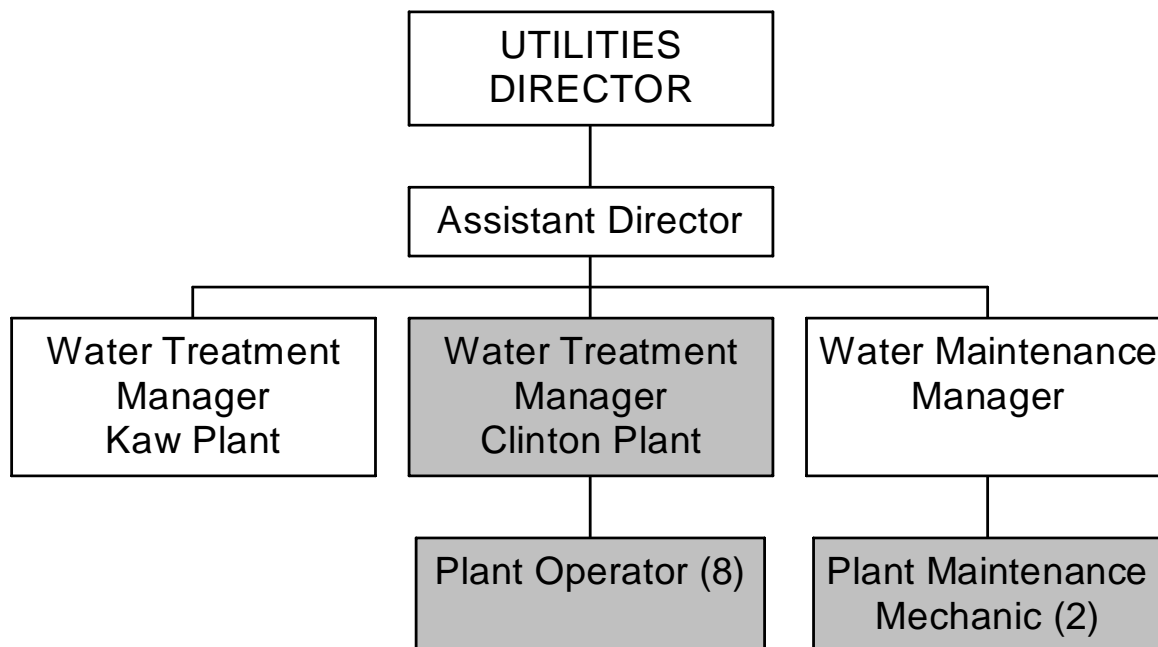 UTILITIES
DIRECTOR
Assistant Director
Water Treatment
Manager
Kaw Plant
Water Treatment
Manager
Clinton Plant
Water Maintenance
Manager
Plant Operator (8)
Plant Maintenance
Mechanic (2)